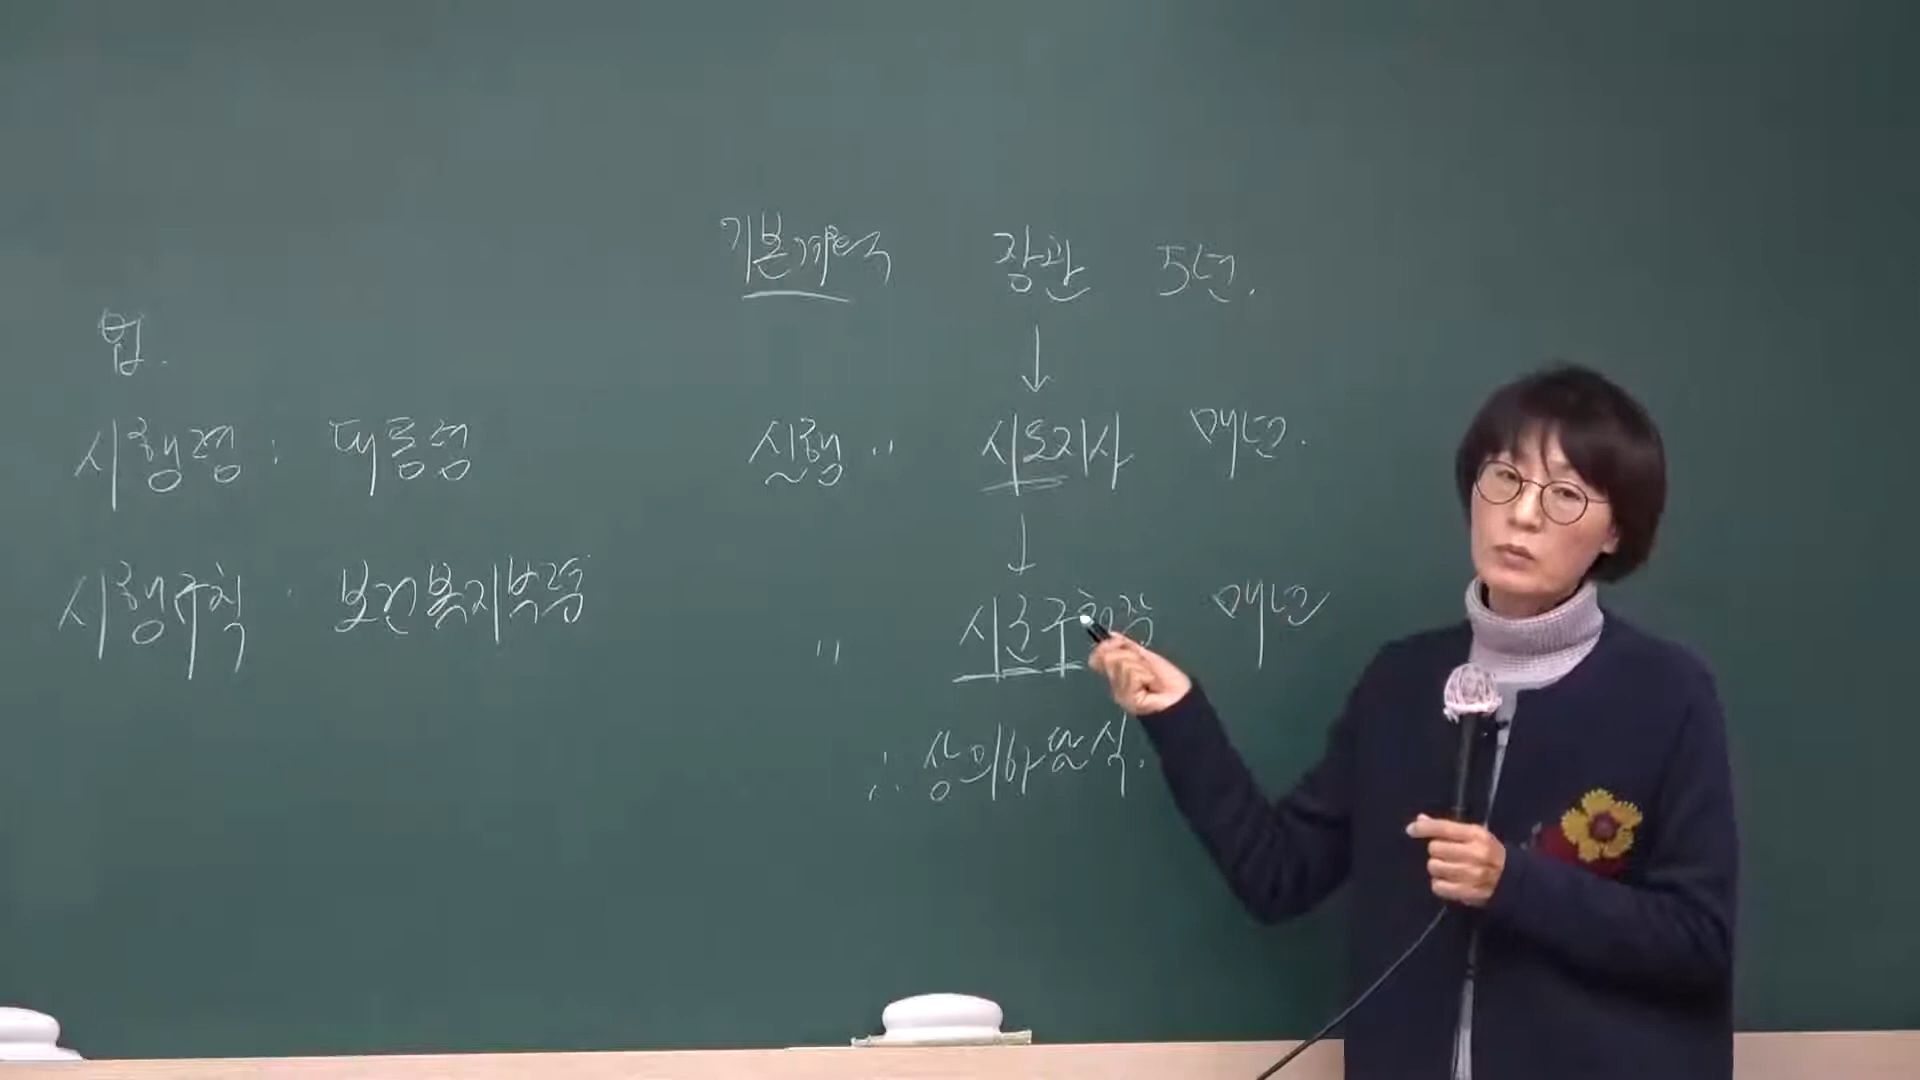 법.
시행령 : 대통령
시행규칙 : 보건복지부령
기본계획 장관 5년.
↓
시행 〃 시도지사 매년.
↓
〃 시군구청장 매년
∴ 상의하달식.